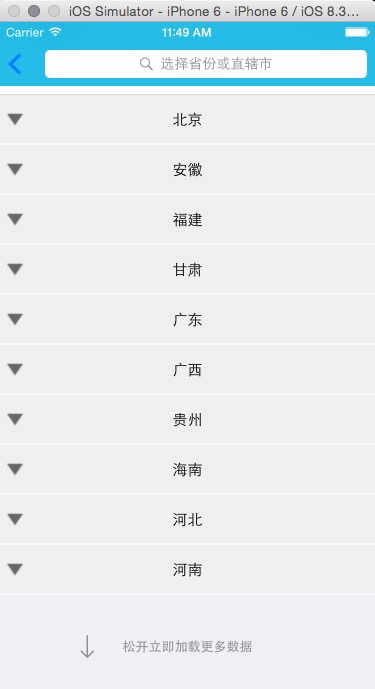 iOS Simulator - iPhone 6 - iPhone 6 / iOS 8.3...
Carrier 11:49 AM
选择省份或直辖市
北京
安徽
福建
甘肃
广东
广西
贵州
海南
河北
河南
松开立即加载更多数据